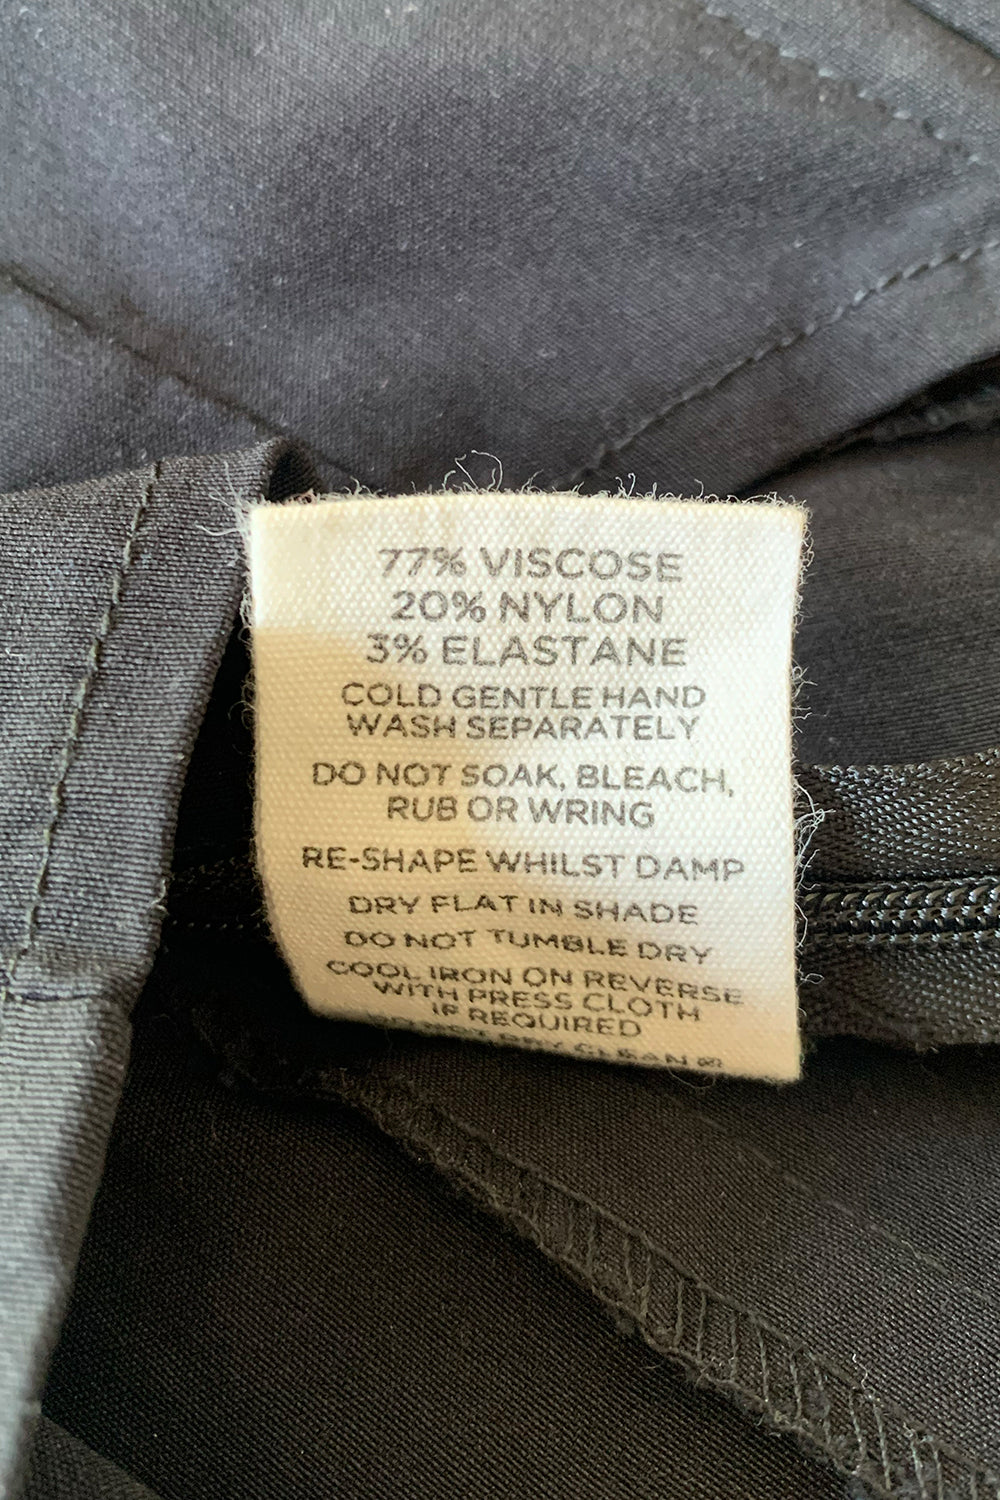 77% VISCOSE
20% NYLON
3% ELASTANE
COLD GENTLE HAND
WASH SEPARATELY
DO NOT SOAK, BLEACH,
RUB OR WRING
RE-SHAPE WHILST DAMP
DRY FLAT IN SHADE
DO NOT TUMBLE DRY
COOL IRON ON REVERSE
WITH PRESS CLOTH
IF REQUIRED
DRY CLEAN